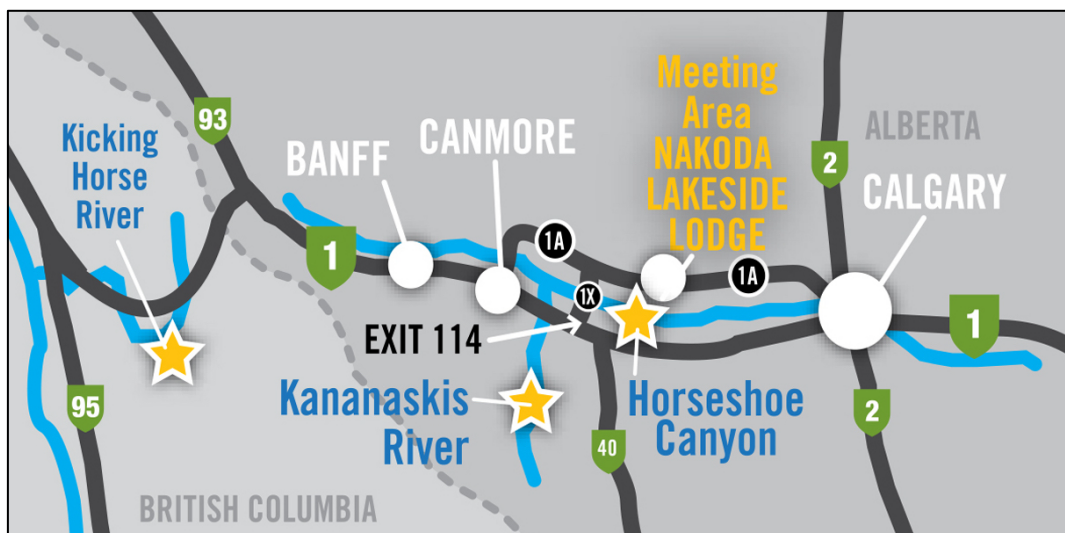 93
Kicking
Horse
River
BANFF
CANMORE
Meeting
Area
NAKODA
LAKESIDE
LODGE
ALBERTA
2
CALGARY
1
1A
1A
1X
EXIT 114
1
Kananaskis
River
Horseshoe
Canyon
95
40
2
BRITISH COLUMBIA